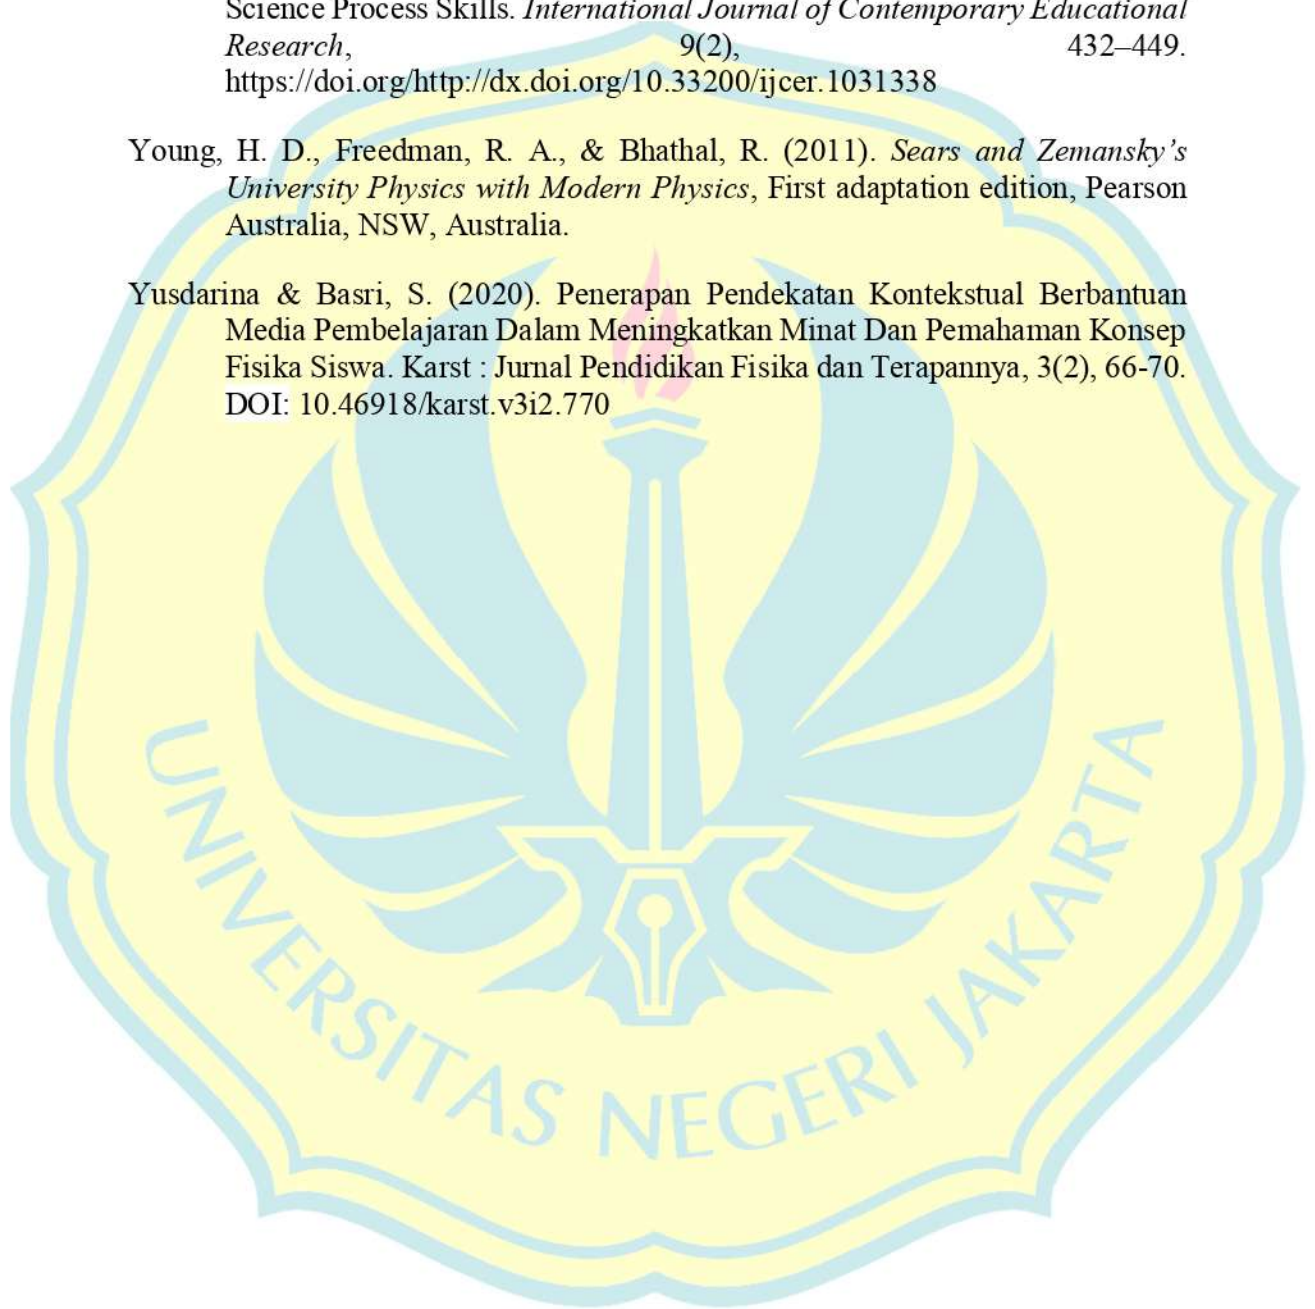 Science Process Skills. International Journal of Contemporary Educational
Research, 9(2), 432–449.
https://doi.org/http://dx.doi.org/10.33200/ijcer.1031338
Young, H. D., Freedman, R. A., & Bhathal, R. (2011). Sears and Zemansky’s
University Physics with Modern Physics, First adaptation edition, Pearson
Australia, NSW, Australia.
Yusdarina & Basri, S. (2020). Penerapan Pendekatan Kontekstual Berbantuan
Media Pembelajaran Dalam Meningkatkan Minat Dan Pemahaman Konsep
Fisika Siswa. Karst : Jurnal Pendidikan Fisika dan Terapannya, 3(2), 66-70.
DOI: 10.46918/karst.v3i2.770
UNIVERSITAS NEGERI JAKARTA